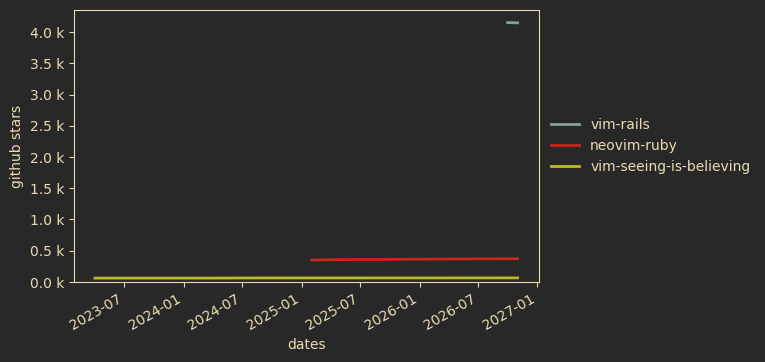 4.0 k
3.5 k
3.0 k
2.5 k
2.0 k
1.5 k
1.0 k
0.5 k
0.0 k
github stars
2023-07
2024-01
2024-07
2025-01
2025-07
2026-01
2026-07
2027-01
dates
vim-rails
neovim-ruby
vim-seeing-is-believing